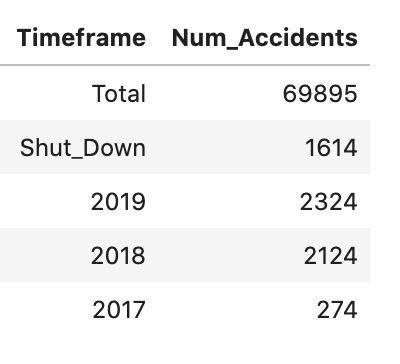 Timeframe Num_Accidents
Total 69895
Shut_Down 1614
2019 2324
2018 2124
2017 274